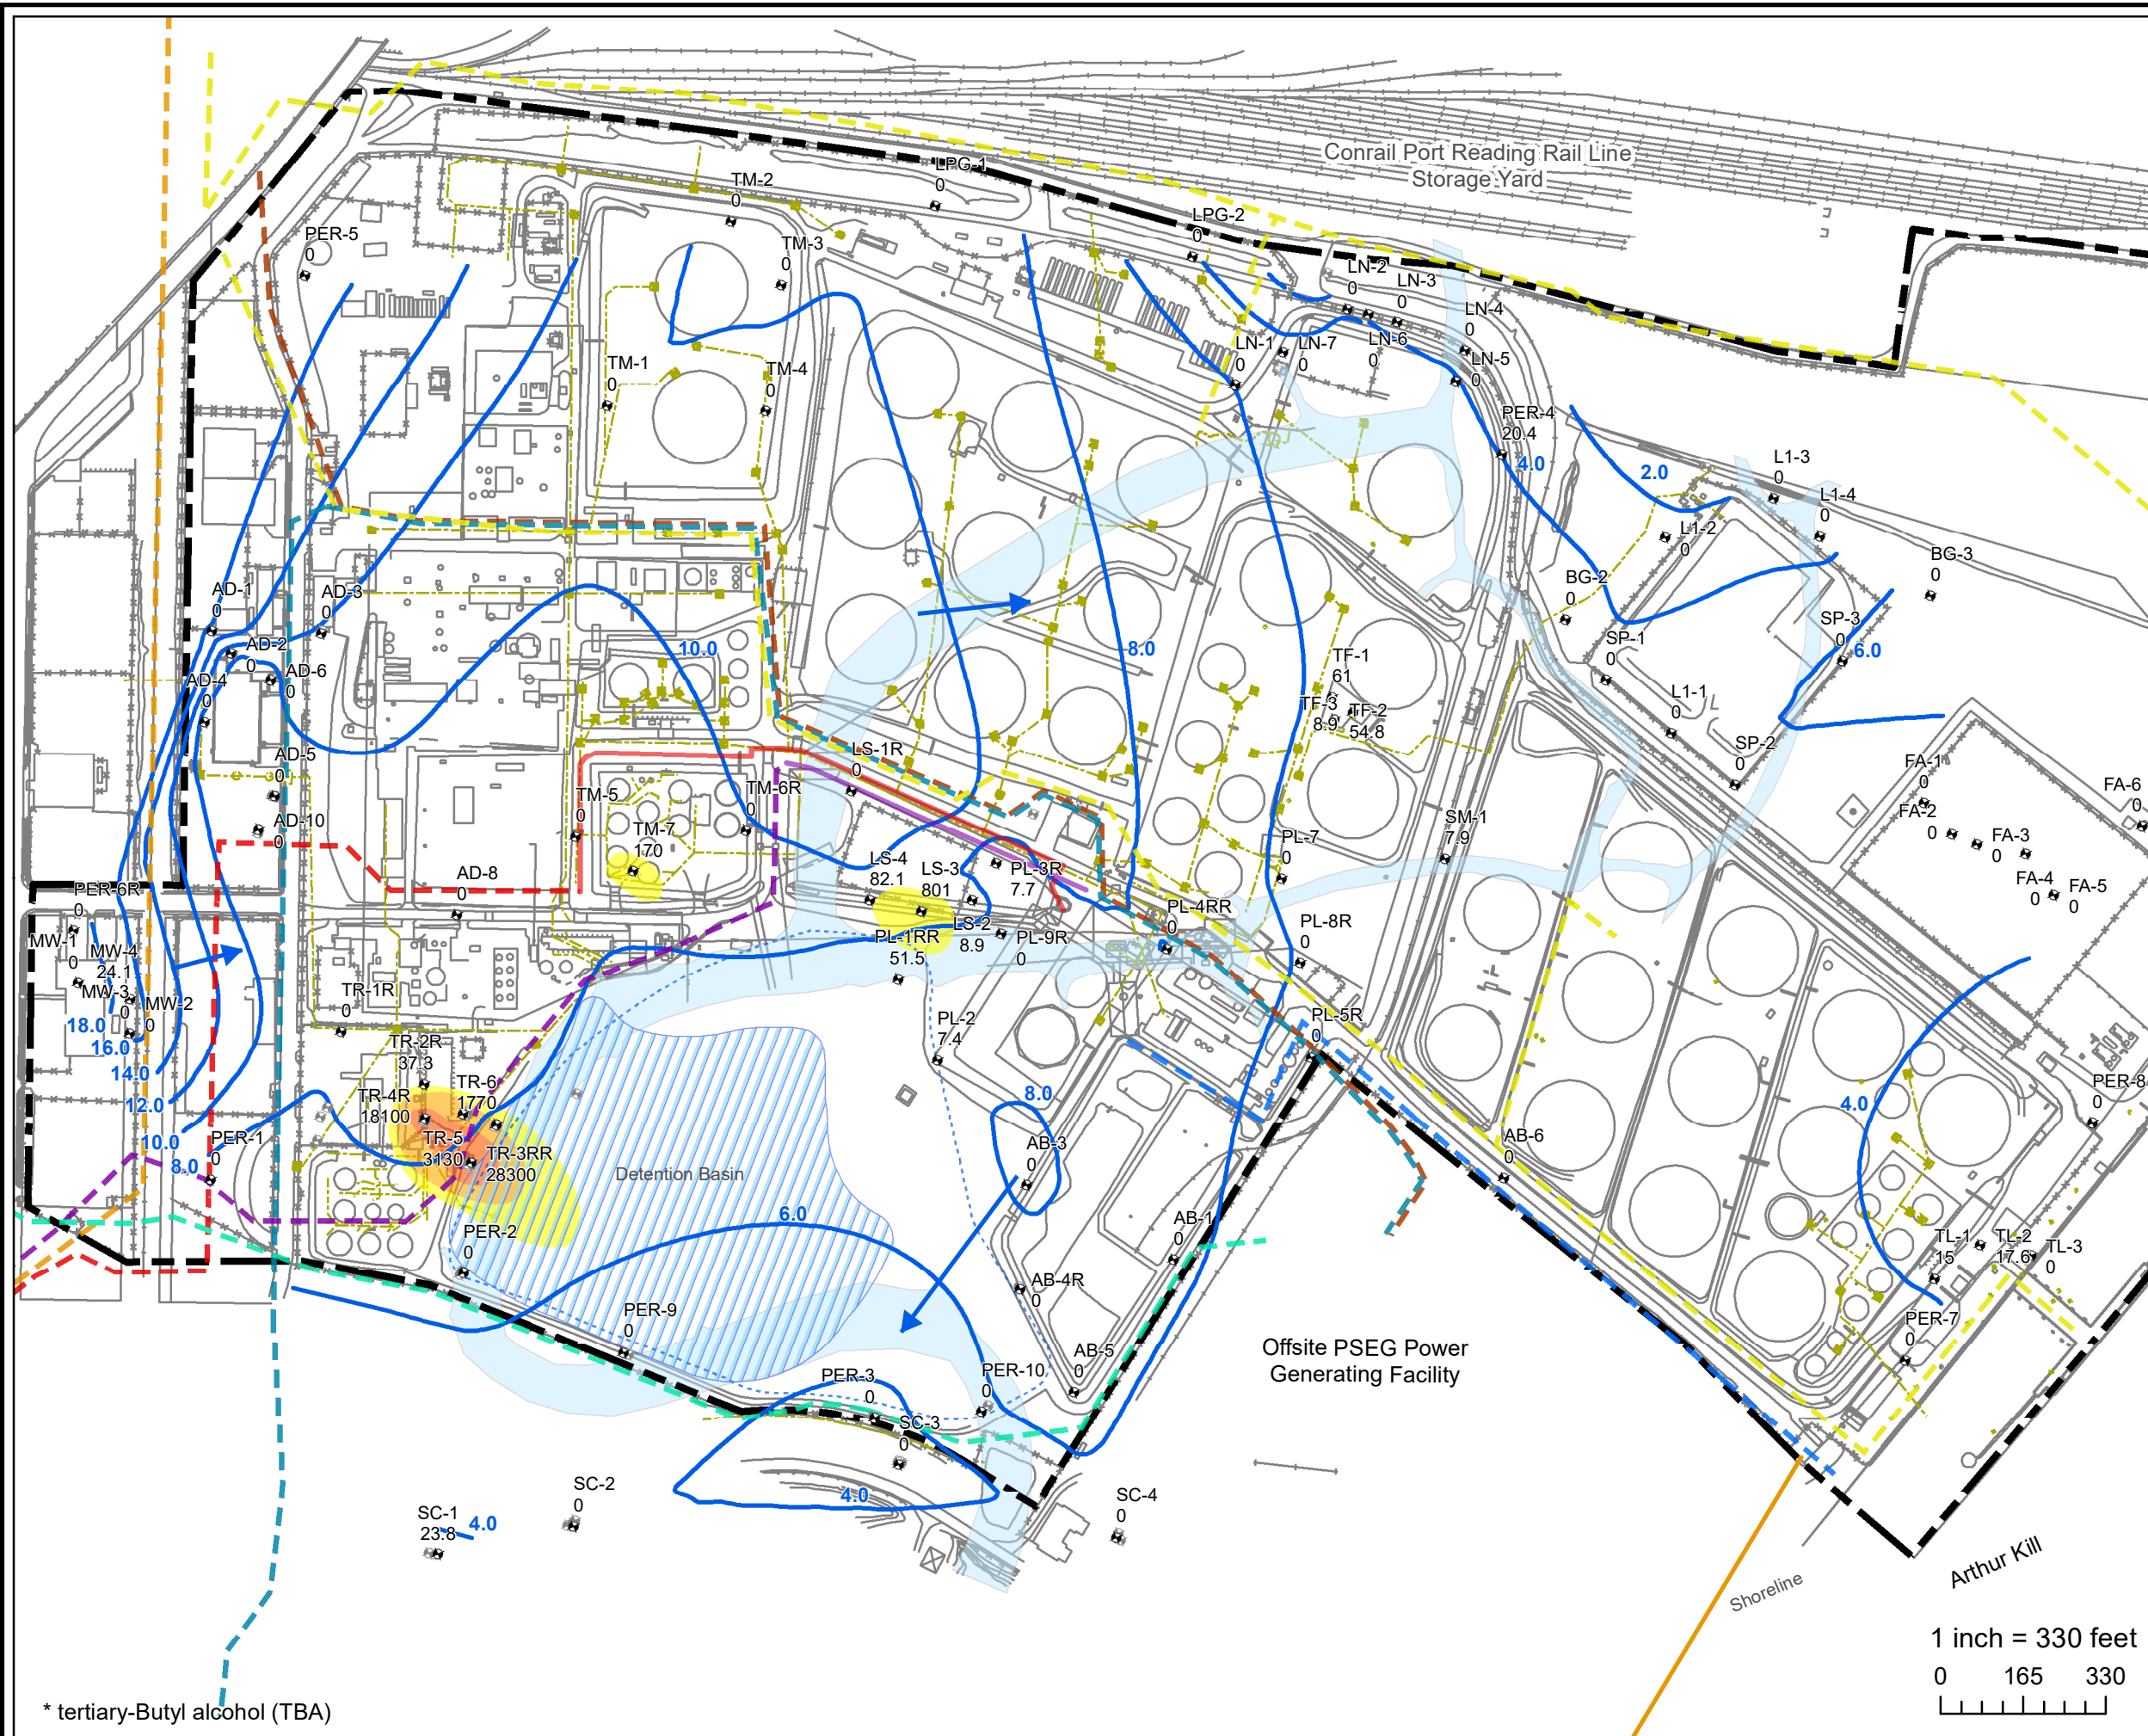 Conrail Port Reading Rail Line
Storage Yard
LPG-1
0
TM-2
0
LPG-2
0
PER-5
0
TM-3
0
LN-2
0
LN-3
0
LN-4
0
LN-1
0
LN-7
0
LN-6
0
LN-5
0
TM-1
0
TM-4
0
PER-4
20.4
4.0
2.0
L1-3
0
L1-4
0
L1-2
0
BG-3
0
BG-2
0
AD-1
0
AD-3
0
AD-2
0
AD-6
0
AD-4
0
10.0
8.0
SP-1
0
SP-3
0
6.0
TF-1
61
TF-3
8.9
TF-2
54.8
L1-1
0
SP-2
0
AD-5
0
LS-1R
0
TM-5
0
TM-6R
0
FA-1
0
FA-6
0
FA-2
0
FA-3
0
FA-4
0
FA-5
0
AD-10
0
TM-7
170
SM-1
7.9
PL-7
0
AD-8
0
LS-4
82.1
LS-3
801
PL-3R
7.7
PER-6R
0
PL-4RR
0
LS-2
8.9
PL-1RR
51.5
PL-9R
0
PL-8R
0
MW-1
0
MW-4
24.1
MW-3
0
MW-2
0
TR-1R
0
18.0
16.0
14.0
12.0
10.0
8.0
PL-2
7.4
PL-5R
0
TR-2R
37.3
TR-6
1770
TR-4R
18100
TR-5
3130
TR-3RR
28300
PER-1
0
Detention Basin
8.0
AB-3
0
4.0
PER-8
0
AB-6
0
PER-2
0
6.0
AB-1
0
TL-1
15
TL-2
17.6
TL-3
0
AB-4R
0
PER-9
0
PER-7
0
Offsite PSEG Power
Generating Facility
AB-5
0
PER-3
0
PER-10
0
SC-3
0
4.0
SC-2
0
SC-1
23.8
4.0
SC-4
0
Arthur Kill
Shoreline
1 inch = 330 feet
0 165 330
* tertiary-Butyl alcohol (TBA)